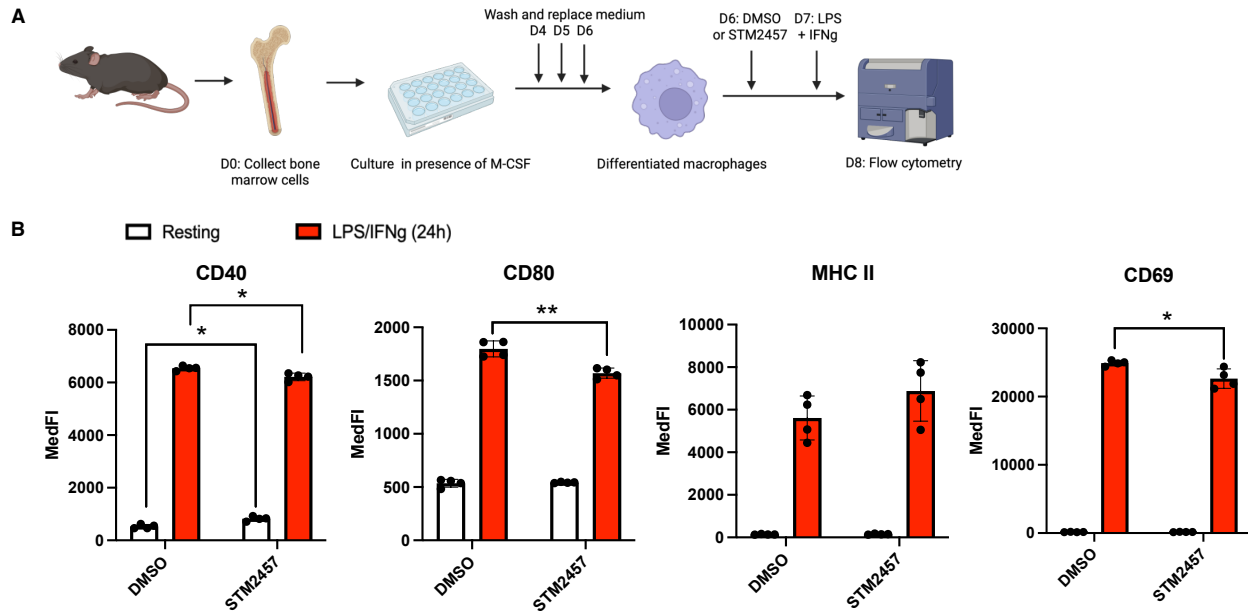 A
Wash and replace medium
D4 D5 D6
D6: DMSO
or STM2457
D7: LPS
+ IFNg
D0: Collect bone
marrow cells
Culture in presence of M-CSF
Differentiated macrophages
D8: Flow cytometry
B
Resting
LPS/IFNg (24h)
CD40
MedFI
8000
6000
4000
2000
0
*
*
DMSO
STM2457
CD80
MedFI
2000
1500
1000
500
0
**
DMSO
STM2457
MHC II
MedFI
10000
8000
6000
4000
2000
0
DMSO
STM2457
CD69
MedFI
30000
20000
10000
0
*
DMSO
STM2457